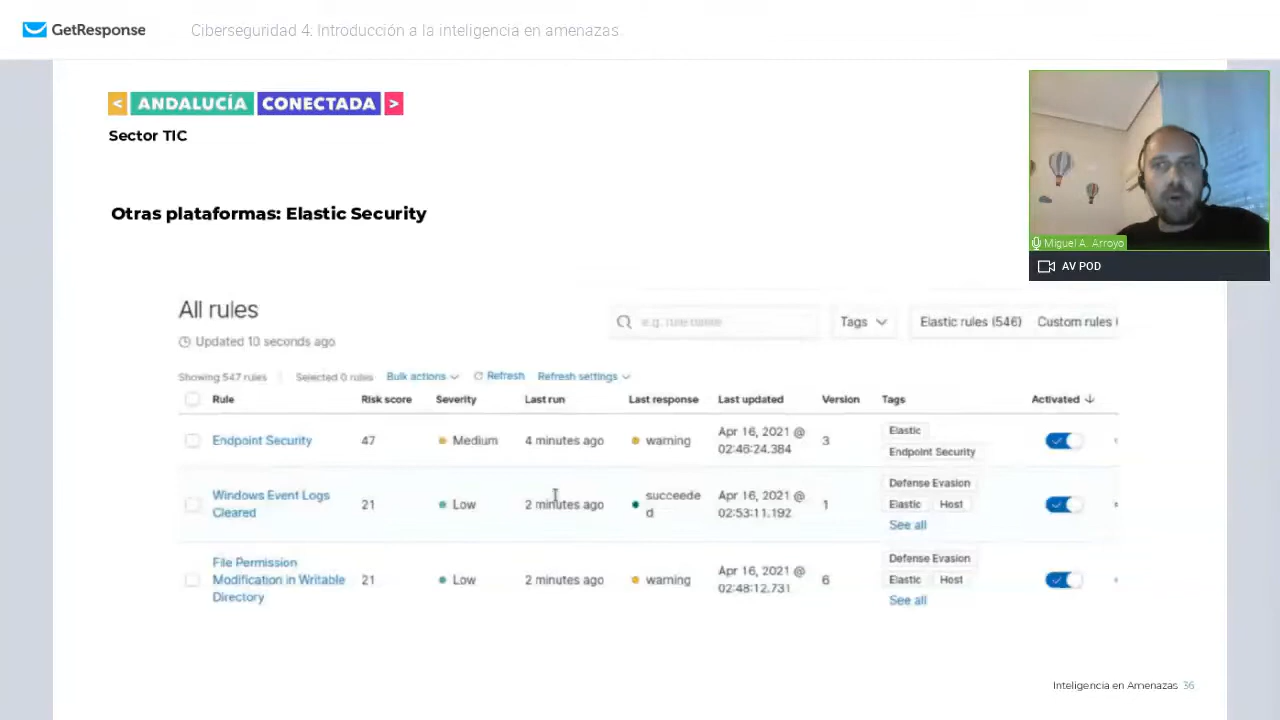 GetResponse
Ciberseguridad 4: Introducción a la inteligencia en amenazas
< ANDALUCÍA CONECTADA >
Sector TIC
Miguel A. Arroyo
AV POD
Otras plataformas: Elastic Security
All rules
Updated 10 seconds ago
e.g. rule name
Tags
Elastic rules (546)
Custom rules (
Showing 547 rules
Selected 0 rules
Bulk actions
Refresh
Refresh settings
Rule Risk score Severity Last run Last response Last updated Version Tags Activated
Endpoint Security 47 Medium 4 minutes ago warning Apr 16, 2021 @ 02:46:24.384 3 Elastic Endpoint Security
Windows Event Logs Cleared 21 Low 2 minutes ago succeeded Apr 16, 2021 @ 02:53:11.192 1 Defense Evasion Elastic Host See all
File Permission Modification in Writable Directory 21 Low 2 minutes ago warning Apr 16, 2021 @ 02:48:12.731 6 Defense Evasion Elastic Host See all
Inteligencia en Amenazas 36